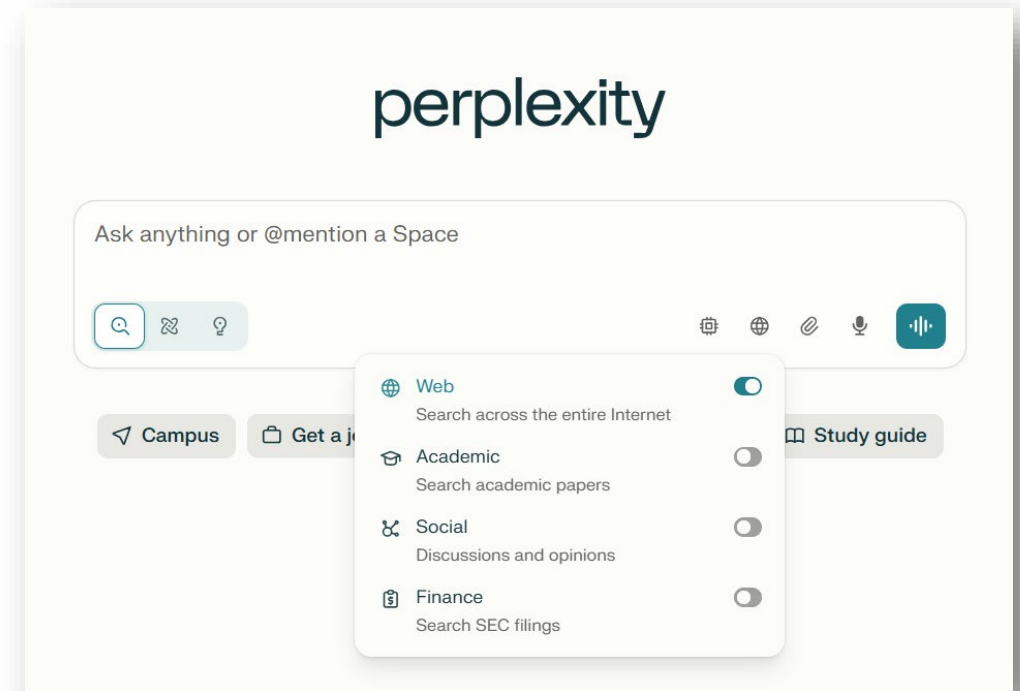 perplexity
Ask anything or @mention a Space
Web
Search across the entire Internet
Campus
Get a j
Study guide
Academic
Search academic papers
Social
Discussions and opinions
Finance
Search SEC filings